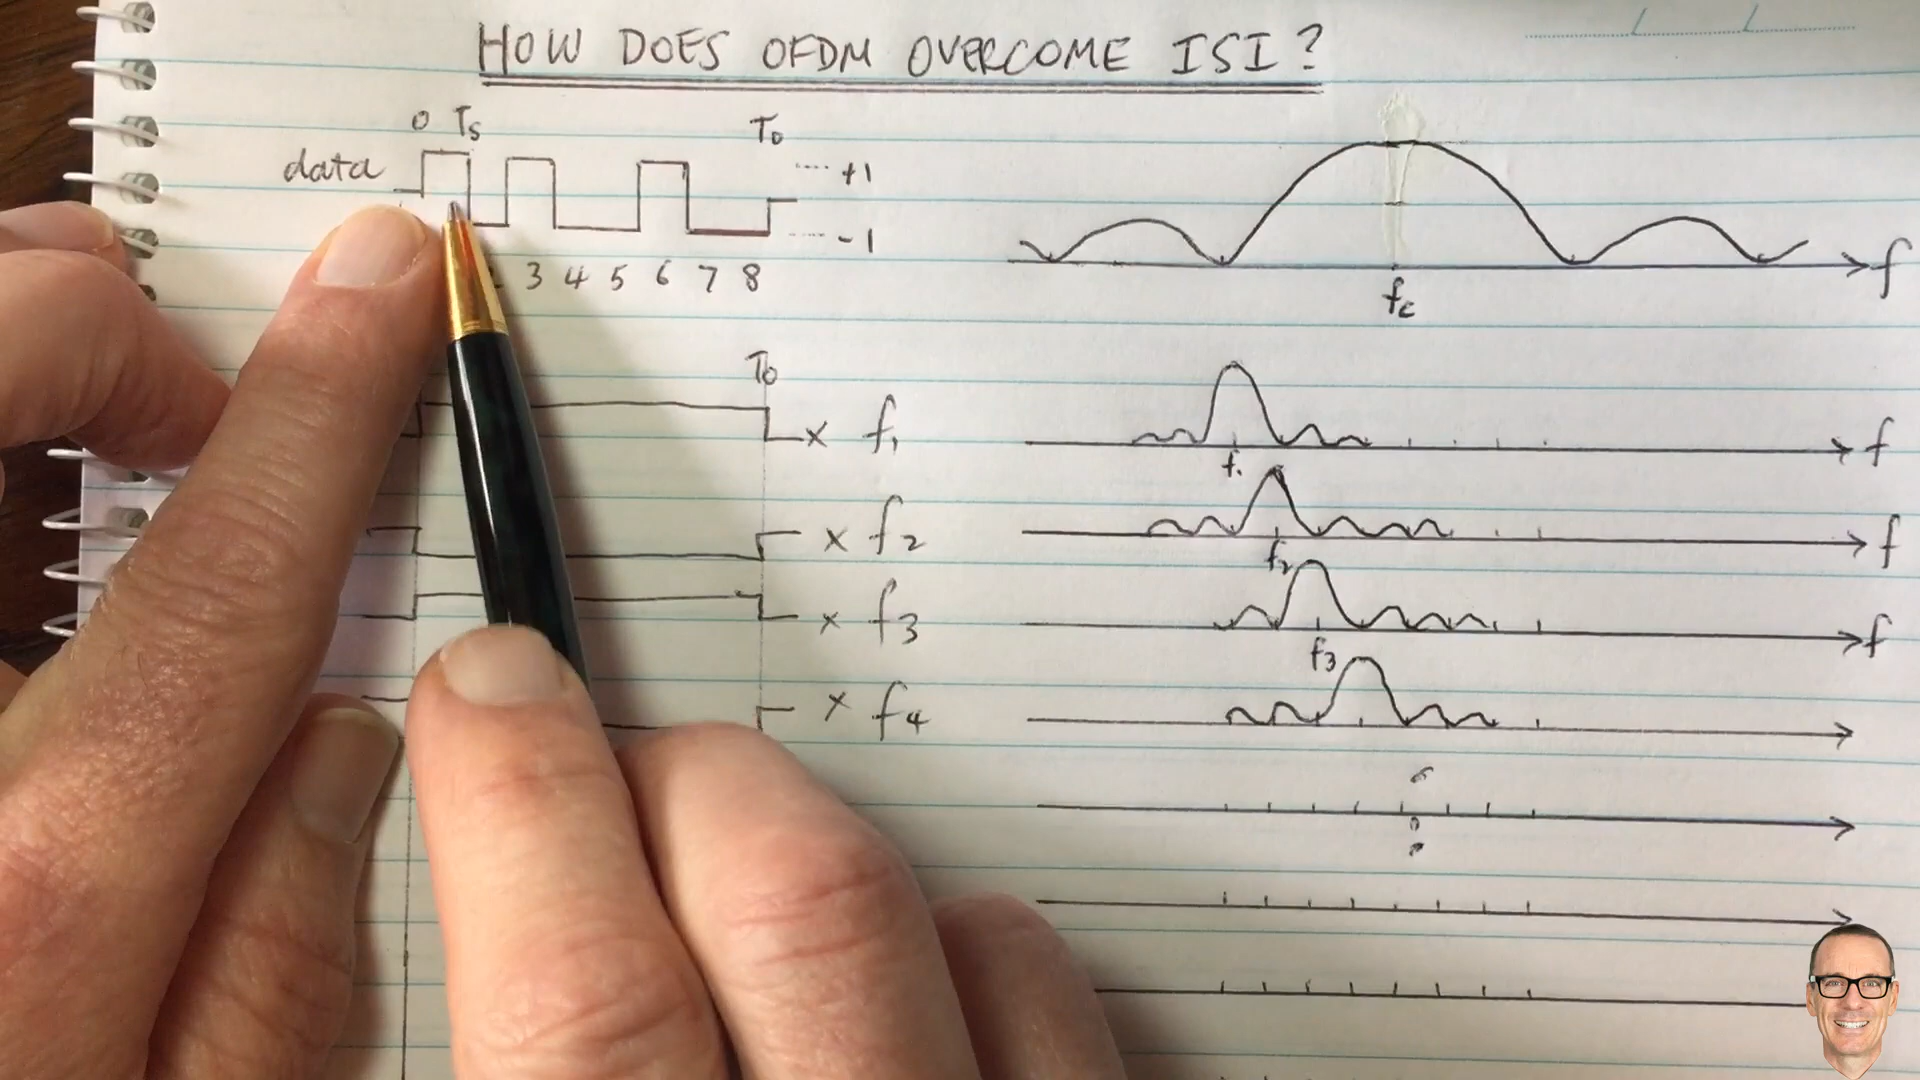 HOW DOES OFDM OVERCOME ISI?
0 Ts To
data +1
-1
3 4 5 6 7 8
f
fc
To
x f1
f
f1
x f2
f
f2
x f3
f
f3
x f4